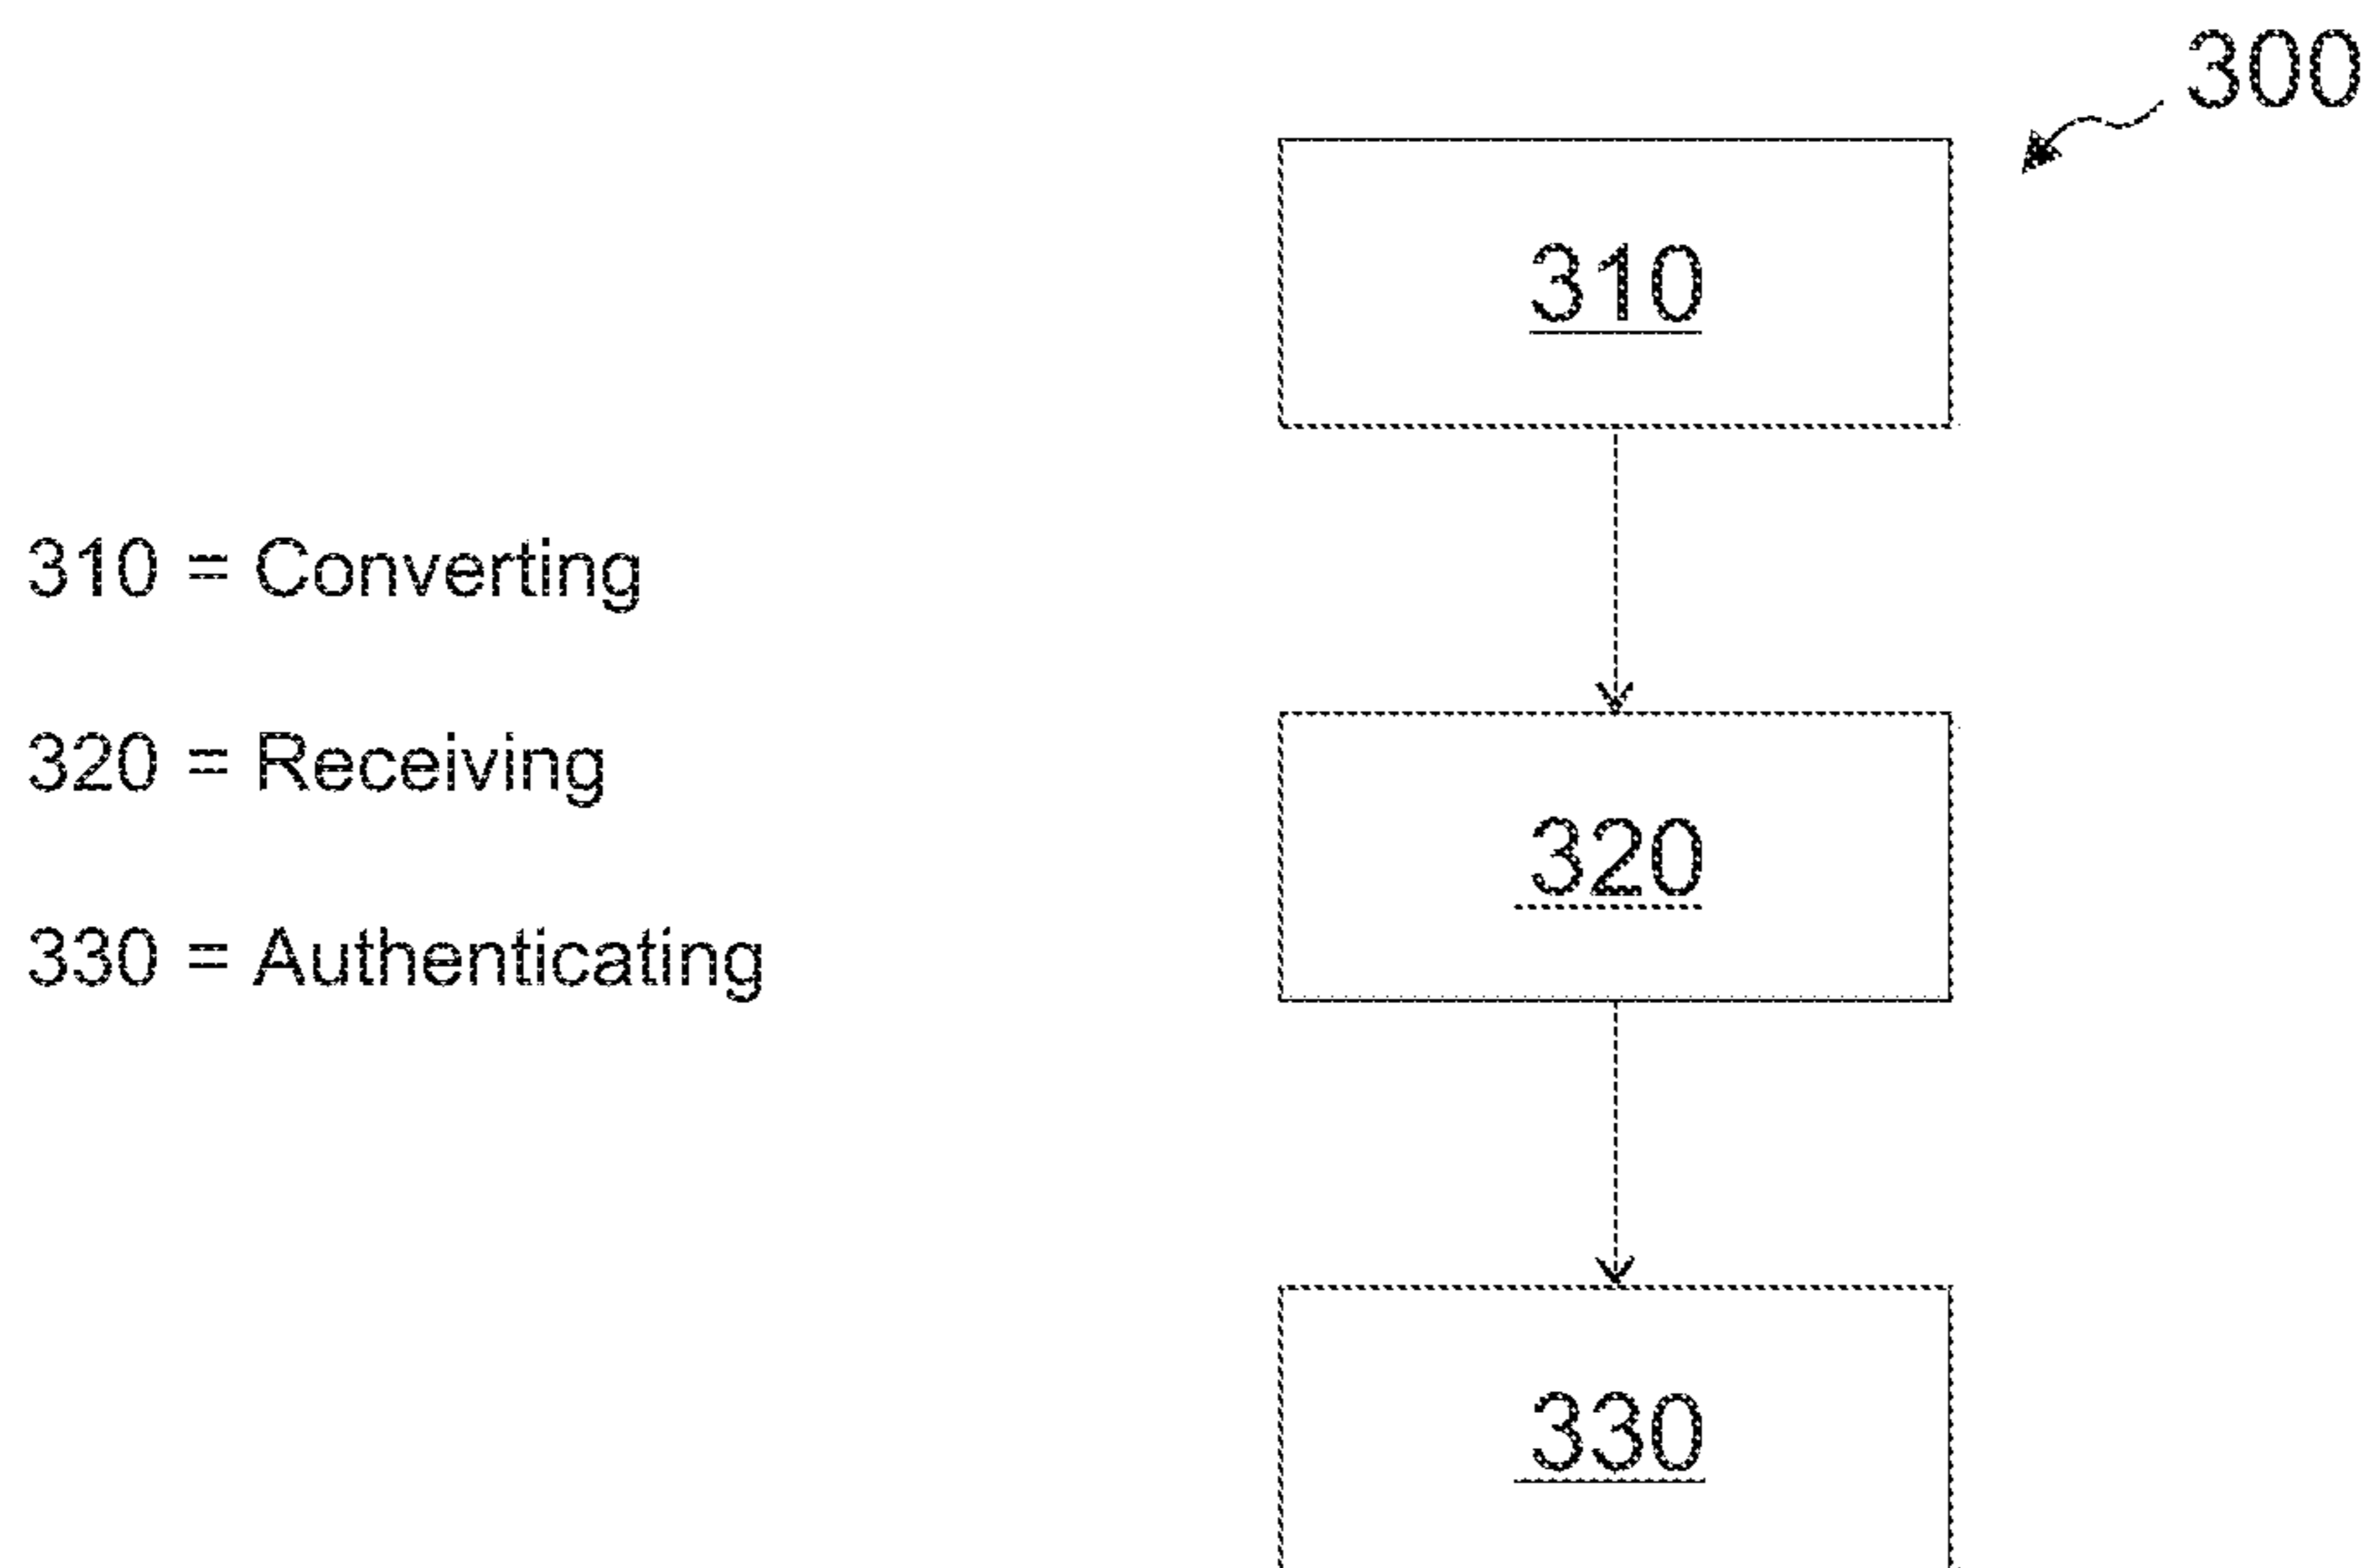 300
310
310 = Converting
320 = Receiving
320
330 = Authenticating
330